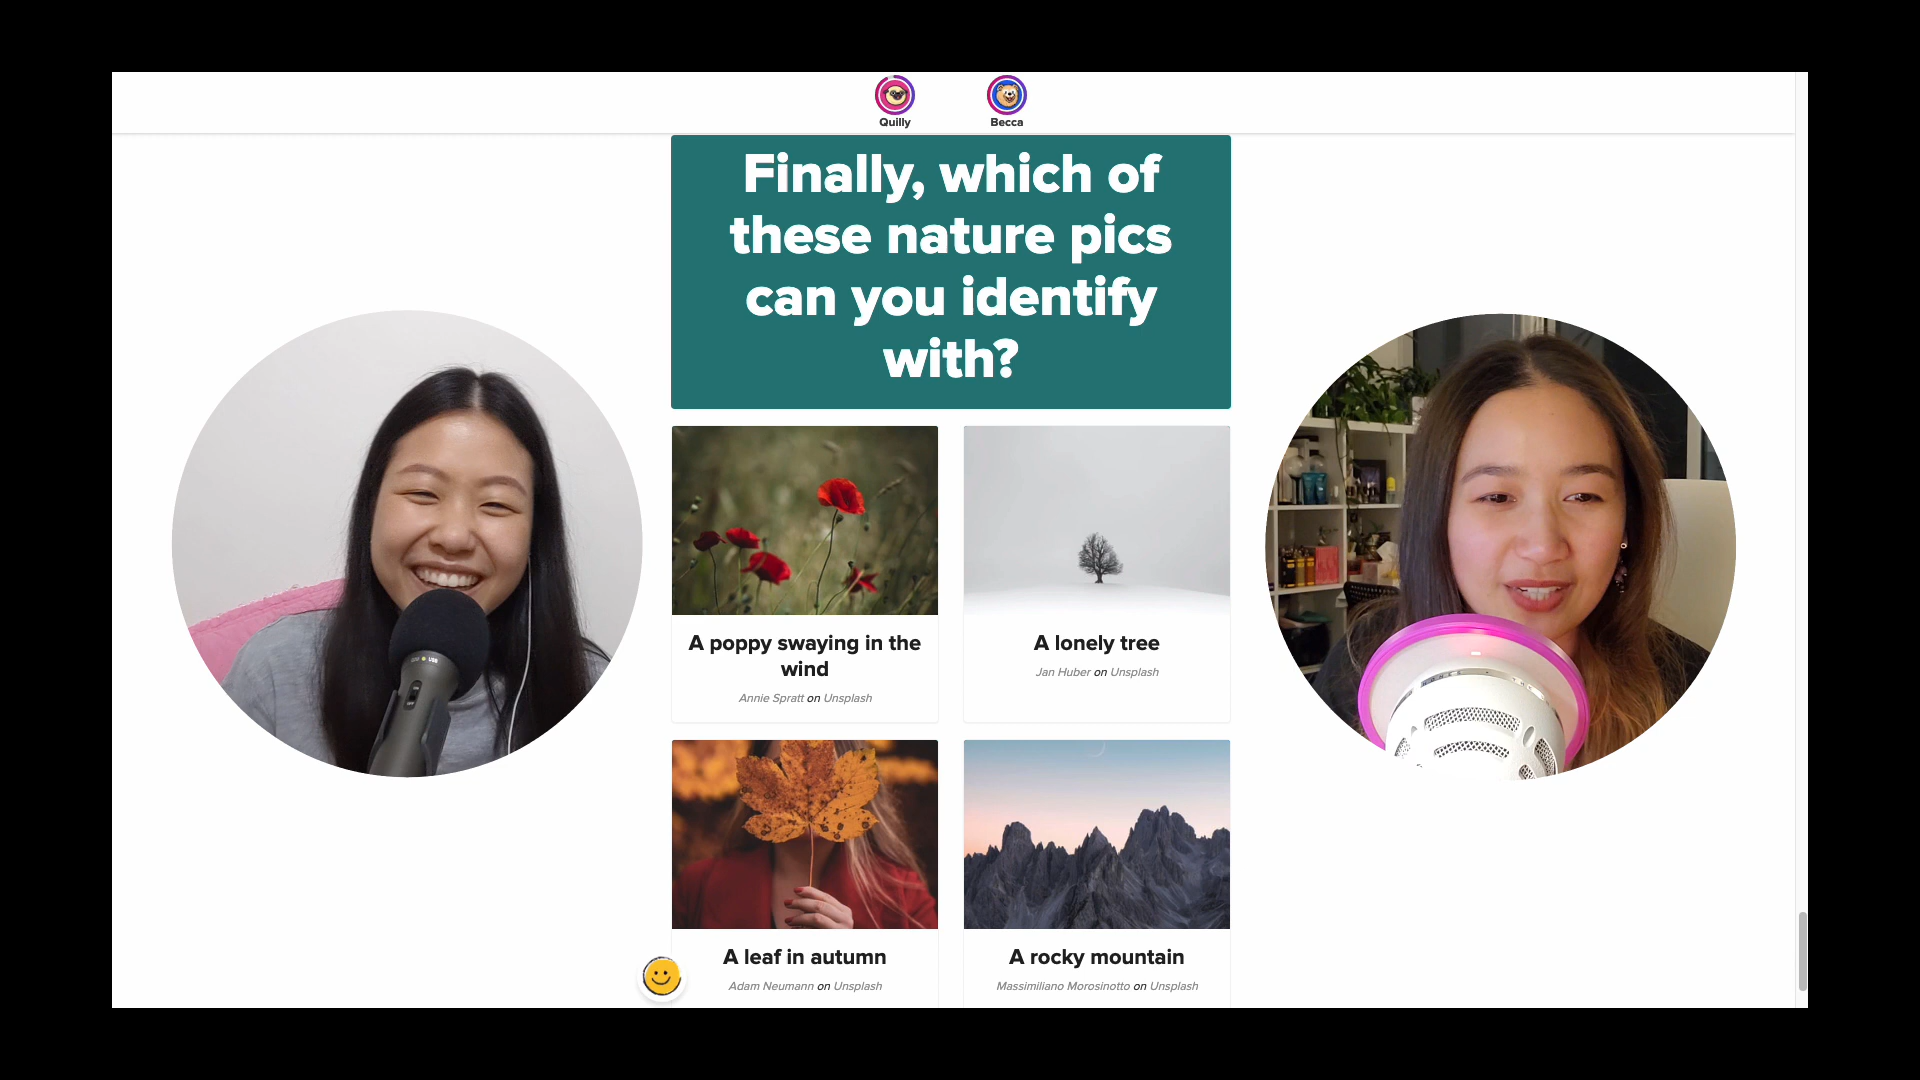 Quilly
Becca
Finally, which of
these nature pics
can you identify
with?
A poppy swaying in the
wind
Annie Spratt on Unsplash
A lonely tree
Jan Huber on Unsplash
A leaf in autumn
Adam Neumann on Unsplash
A rocky mountain
Massimiliano Morosinotto on Unsplash